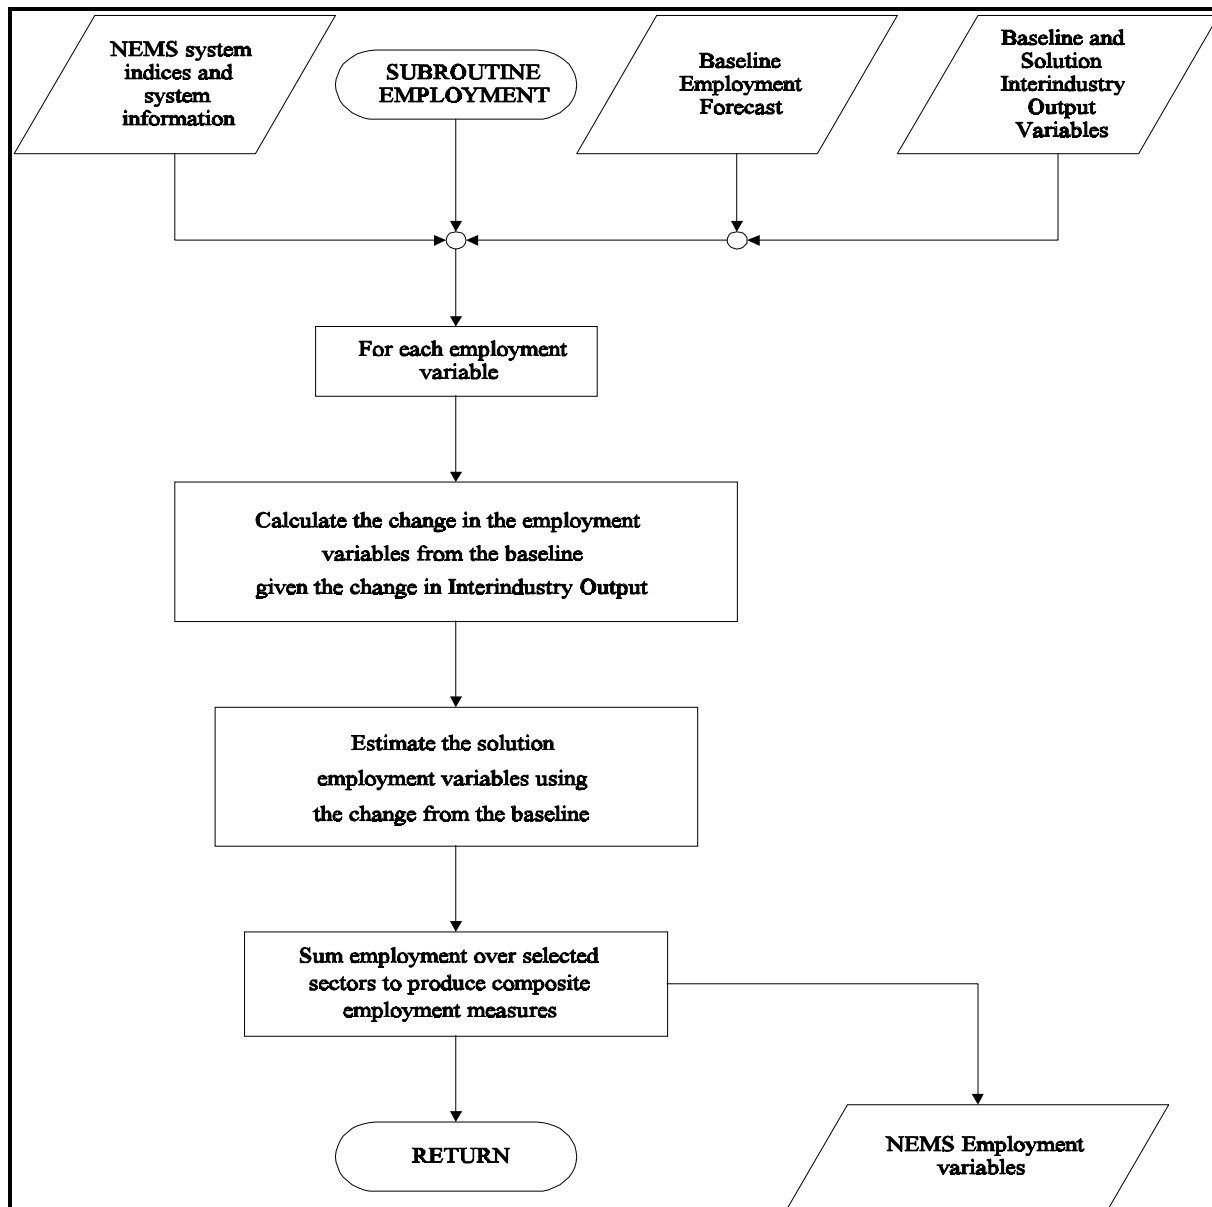 NEMS system
indices and
system
information
SUBROUTINE
EMPLOYMENT
Baseline
Employment
Forecast
Baseline and
Solution
Interindustry
Output
Variables
For each employment
variable
Calculate the change in the employment
variables from the baseline
given the change in Interindustry Output
Estimate the solution
employment variables using
the change from the baseline
Sum employment over selected
sectors to produce composite
employment measures
RETURN
NEMS Employment
variables